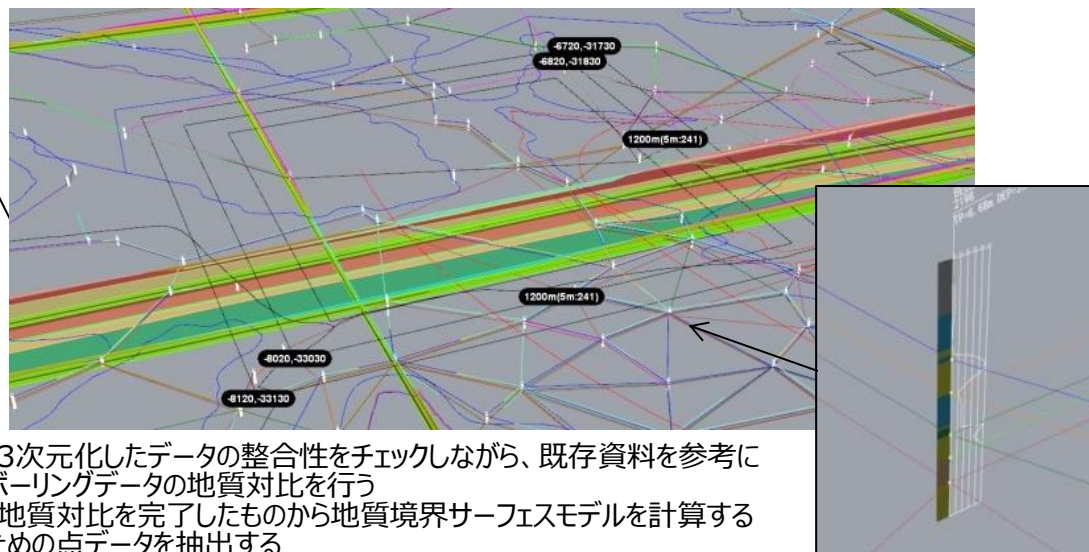 -6720,-31730
-6820,-31830
1200m(5m:241)
1200m(5m:241)
-8020,-33030
-8120,-33130
3次元化したデータの整合性をチェックしながら、既存資料を参考に
ボーリングデータの地質対比を行う
地質対比を完了したものから地質境界サーフェスモデルを計算する
ための点データを抽出する